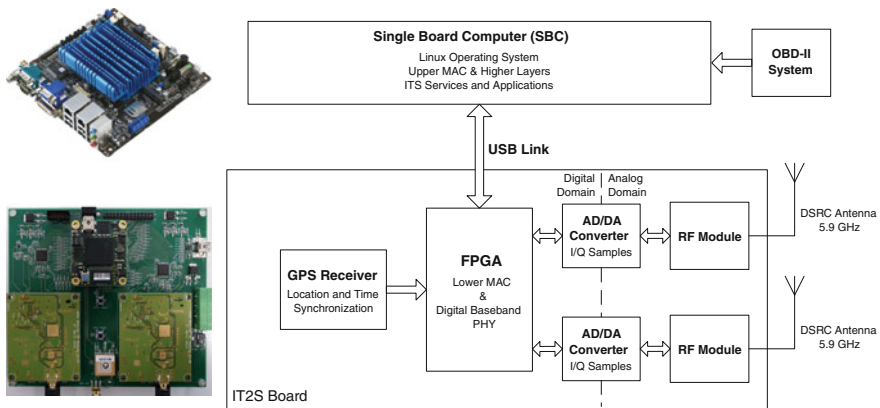 Single Board Computer (SBC)
Linux Operating System
Upper MAC & Higher Layers
ITS Services and Applications
OBD-II
System
USB Link
Digital
Domain
Analog
Domain
AD/DA
Converter
I/Q Samples
RF Module
DSRC Antenna
5.9 GHz
FPGA
Lower MAC
&
Digital Baseband
PHY
GPS Receiver
Location and Time
Synchronization
AD/DA
Converter
I/Q Samples
RF Module
DSRC Antenna
5.9 GHz
IT2S Board